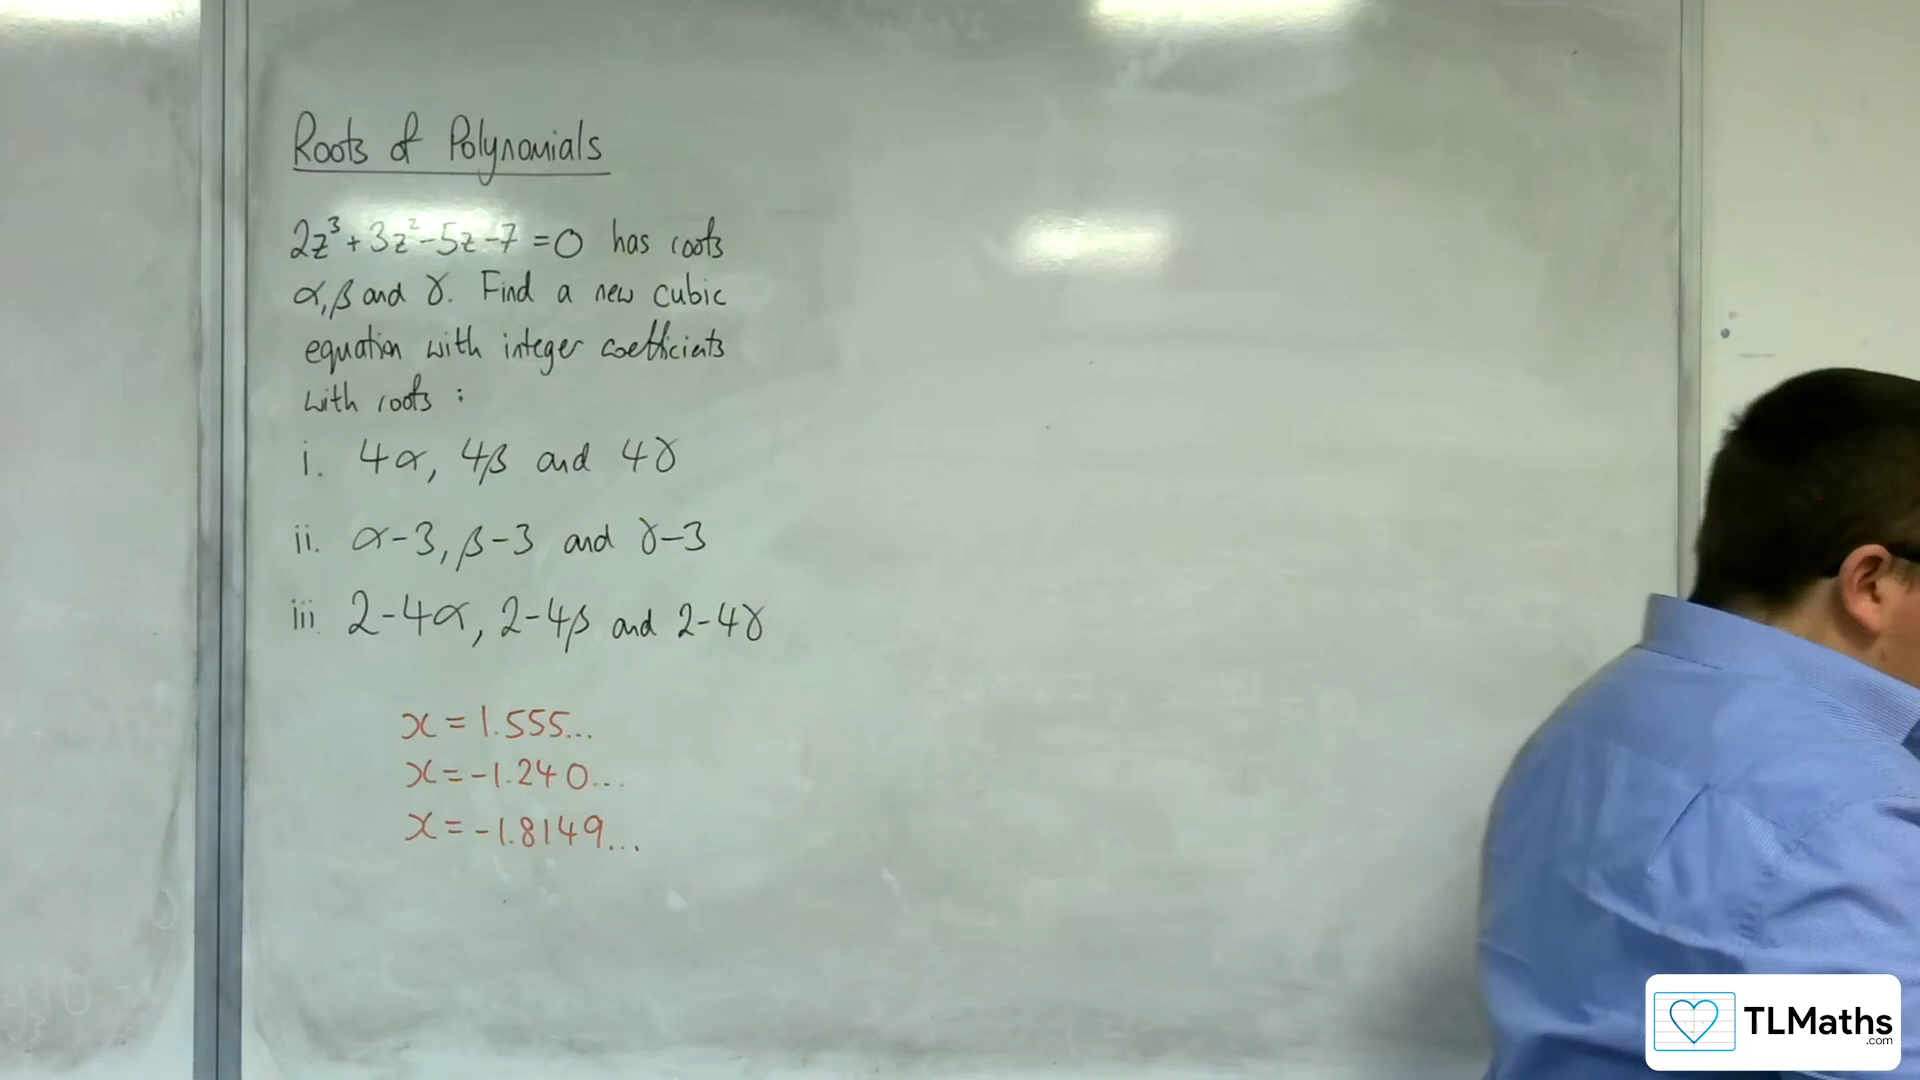 Roots of Polynomials
2z³+3z²-5z-7=0 has roots
α,β and γ. Find a new cubic
equation with integer coefficients
with roots :
i. 4α, 4β and 4γ
ii. α-3, β-3 and γ-3
iii. 2-4α, 2-4β and 2-4γ
x=1.555...
x=-1.240...
x=-1.8149...
TLMaths
.com